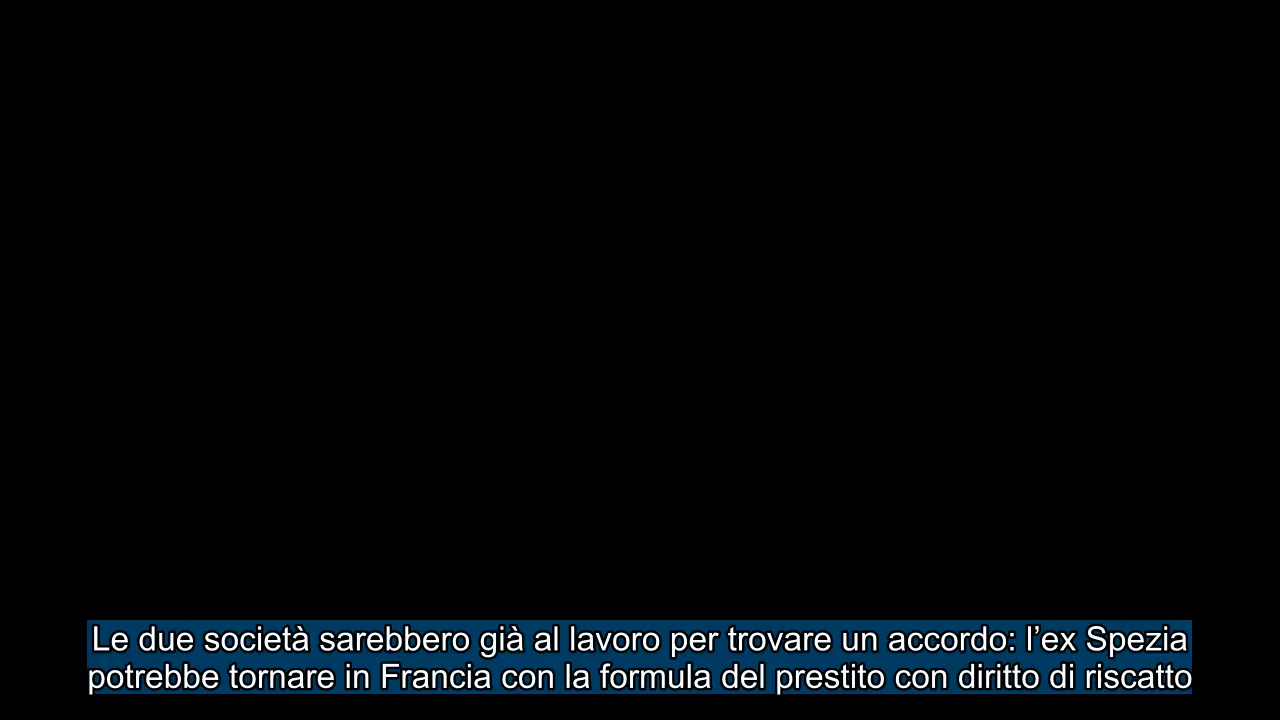 Le due società sarebbero già al lavoro per trovare un accordo: l’ex Spezia
potrebbe tornare in Francia con la formula del prestito con diritto di riscatto